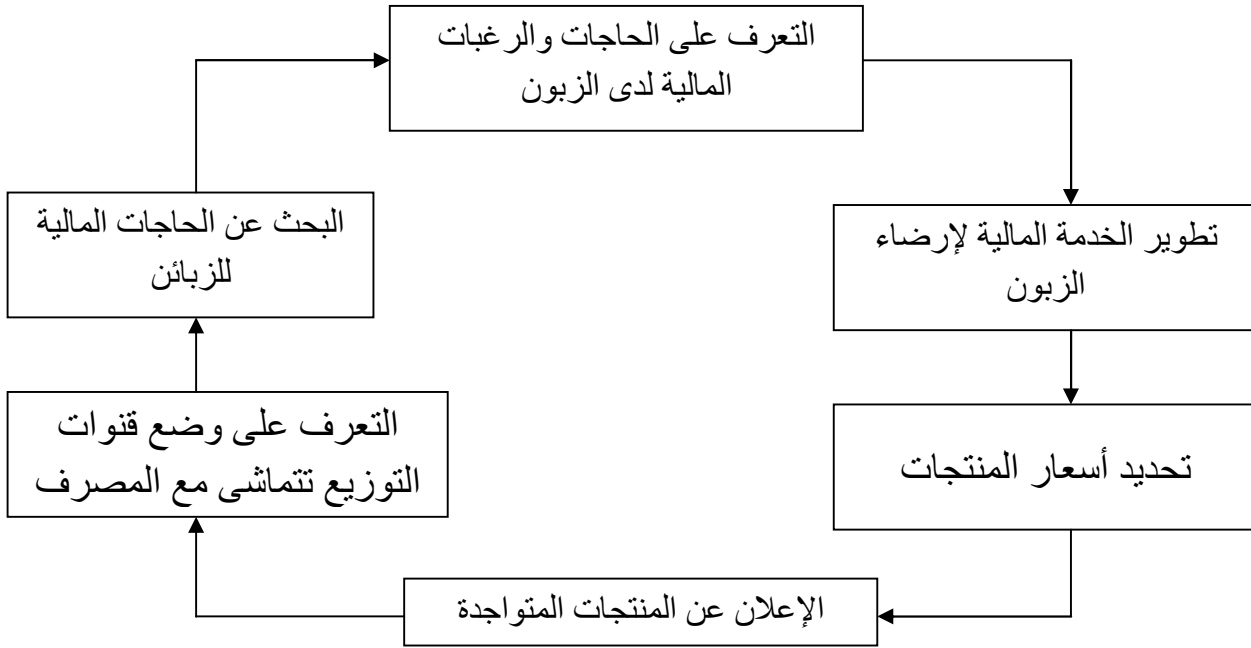 التعرف على الحاجات والرغبات
المالية لدى الزبون
تطوير الخدمة المالية لإرضاء
الزبون
تحديد أسعار المنتجات
الإعلان عن المنتجات المتواجدة
التعرف على وضع قنوات
التوزيع تتماشى مع المصرف
البحث عن الحاجات المالية
للزبائن